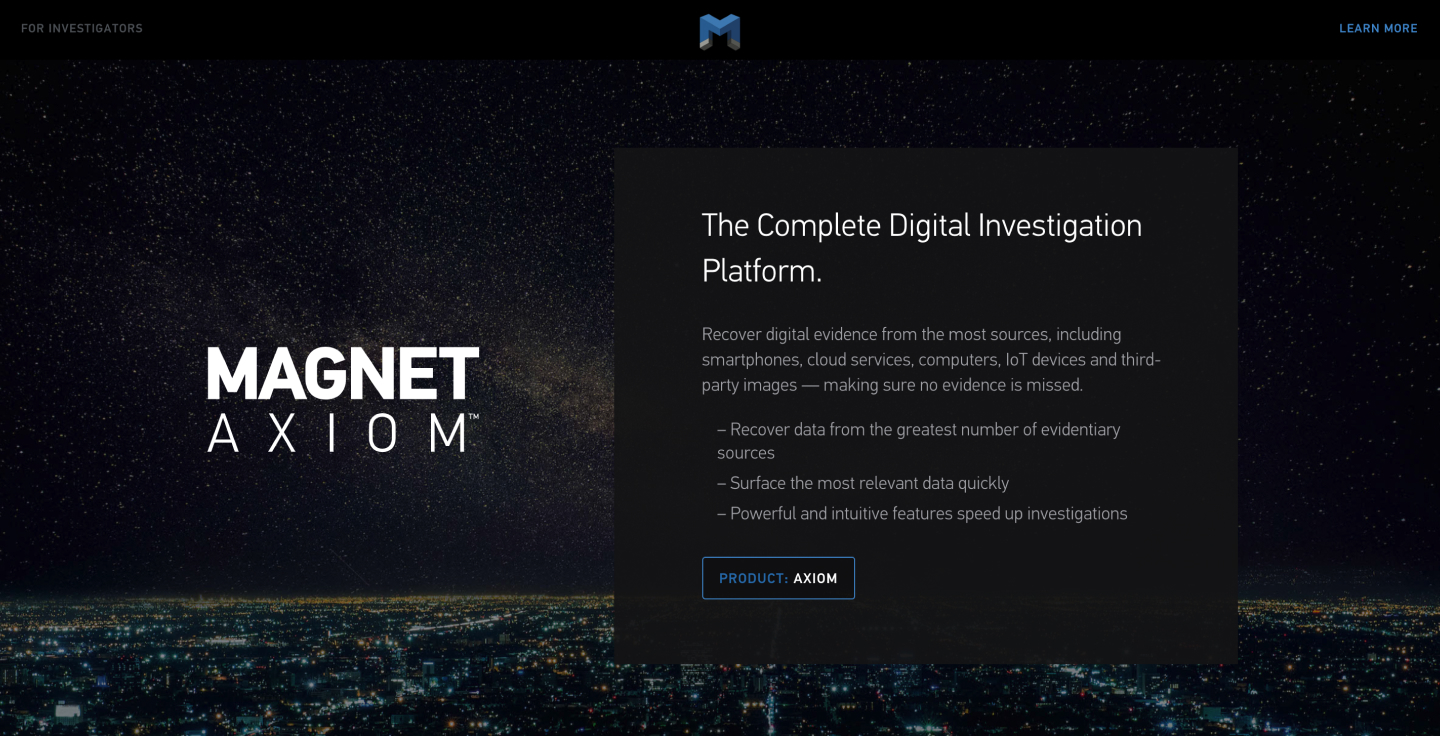 FOR INVESTIGATORS
LEARN MORE
MAGNET
AXIOM™
The Complete Digital Investigation
Platform.
Recover digital evidence from the most sources, including
smartphones, cloud services, computers, IoT devices and third-
party images — making sure no evidence is missed.
– Recover data from the greatest number of evidentiary
sources
– Surface the most relevant data quickly
– Powerful and intuitive features speed up investigations
PRODUCT: AXIOM